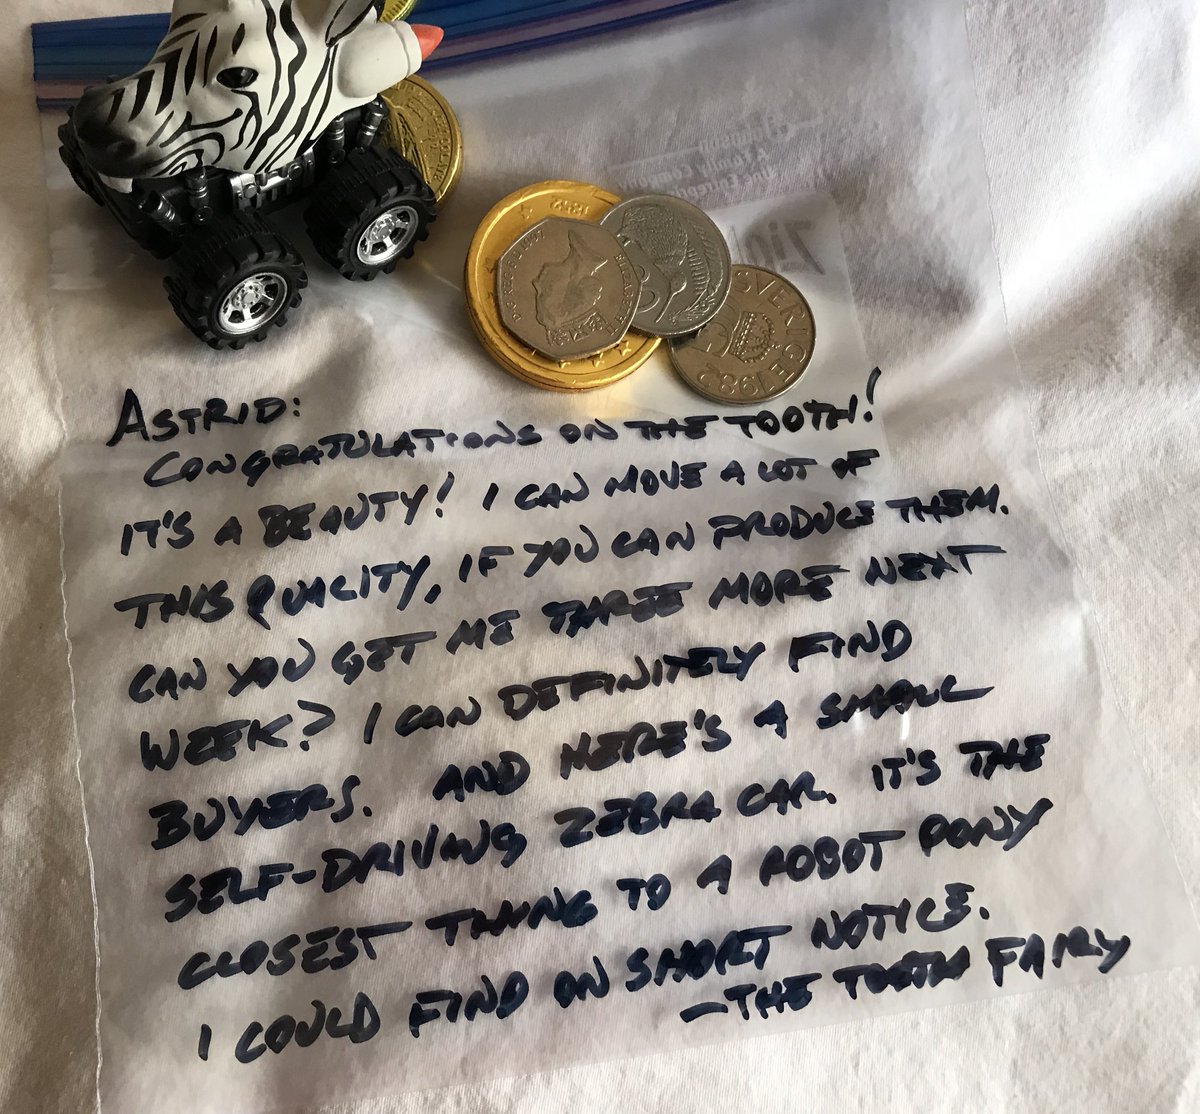 1852
1997
SVERIGE
1982
Astrid:
Congratulations on the tooth!
It's a beauty! I can move a lot of
this quality, if you can produce them.
Can you get me three more next
week? I can definitely find
buyers. And here's a small
self-driving zebra car. It's the
closest thing to a robot pony
I could find on short notice.
—The Tooth Fairy